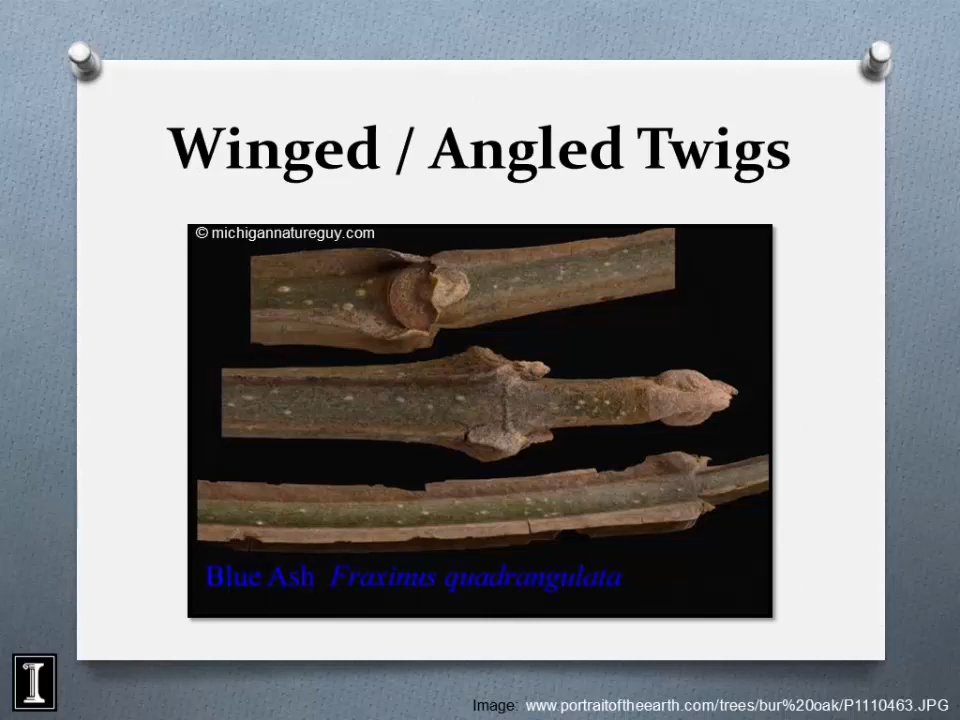 Winged / Angled Twigs
© michigannatureguy.com
Blue Ash Fraxinus quadrangulata
I
Image: www.portraitoftheearth.com/trees/bur%20oak/P1110463.JPG